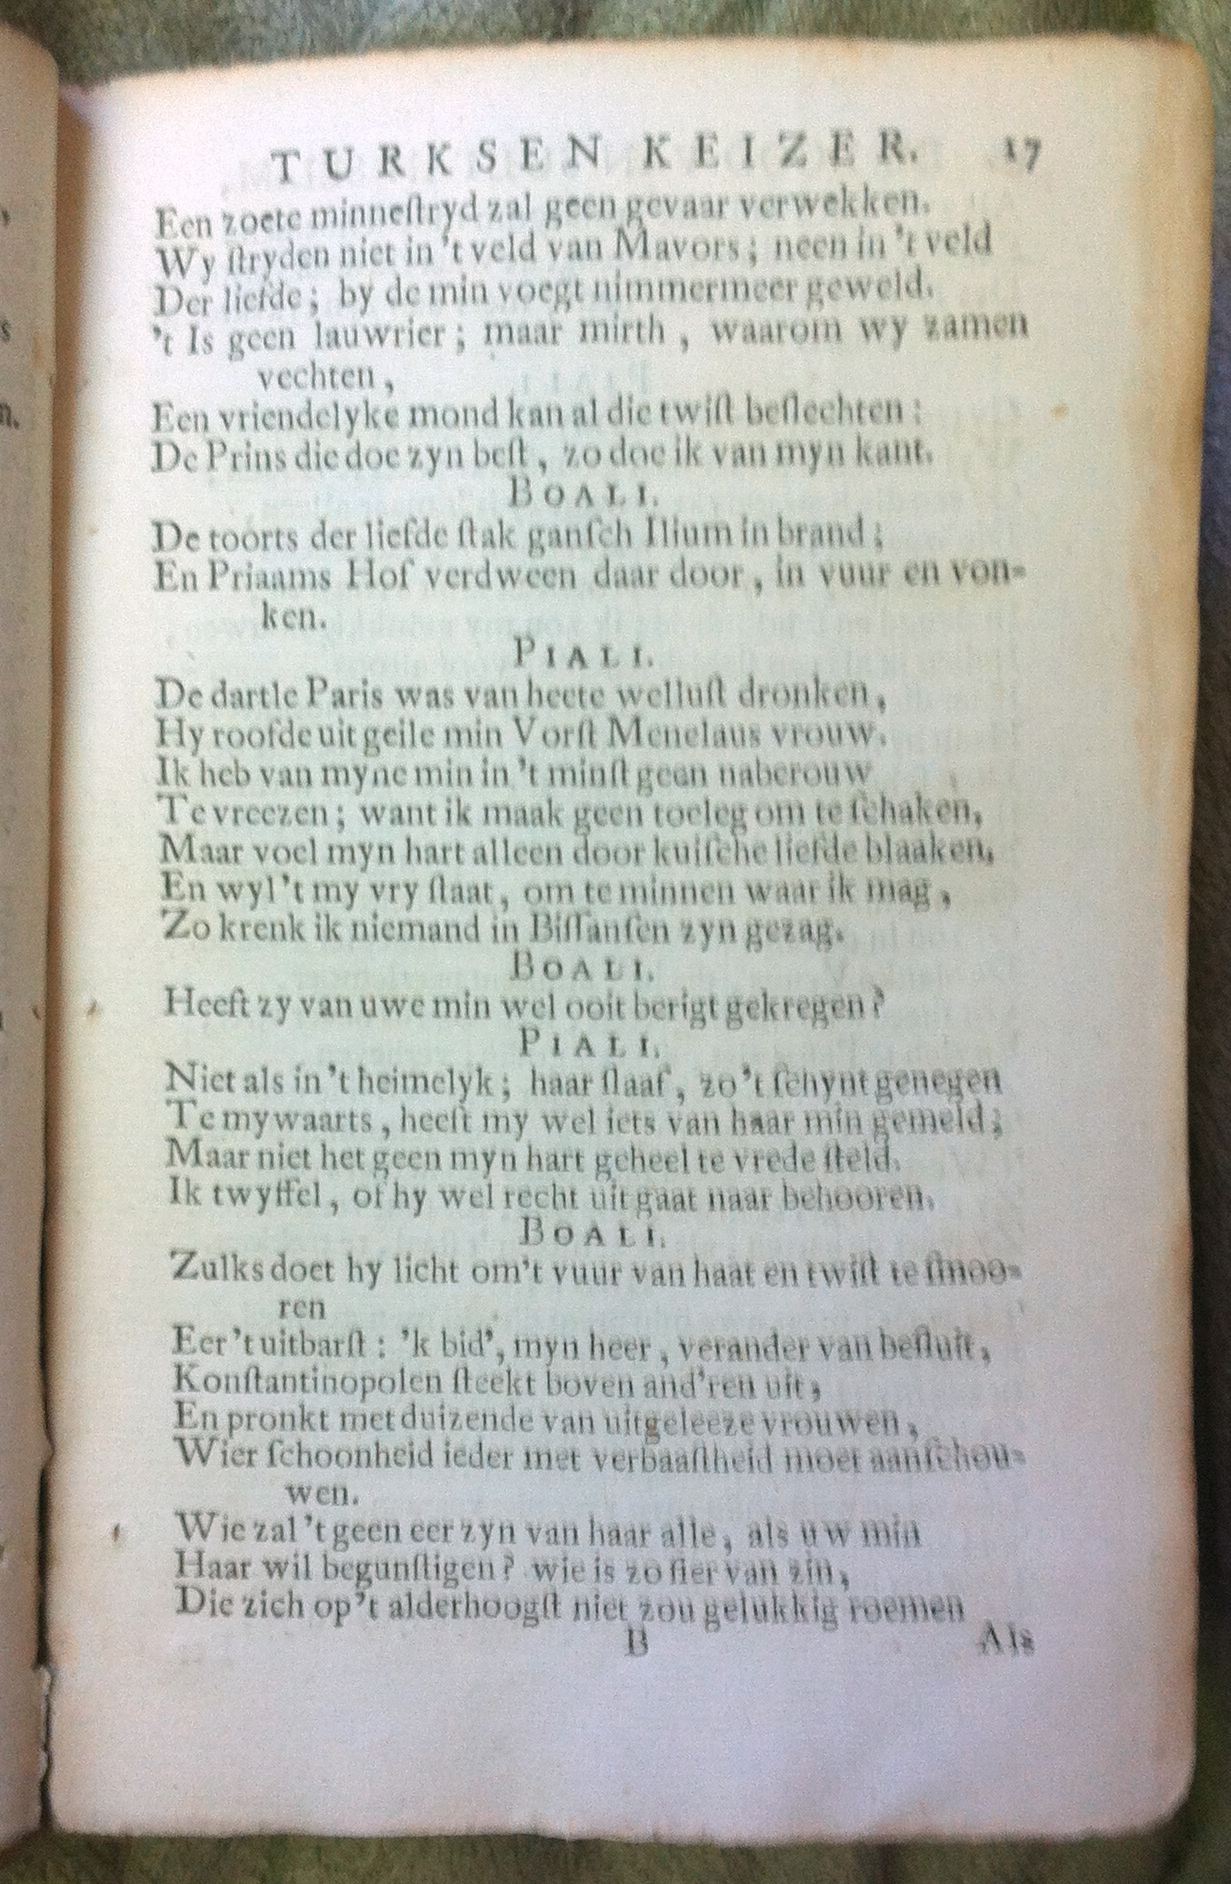 TURKSEN KEIZER. 17
Een zoete minneſtryd zal geen gevaar verwekken.
Wy ſtryden niet in 't veld van Mavors; neen in 't veld
Der liefde; by de min voegt nimmermeer geweld.
't Is geen lauwrier; maar mirth, waarom wy zamen
vechten,
Een vriendelyke mond kan al die twiſt beſlechten:
De Prins die doe zyn beſt, zo doe ik van myn kant.
BOALI.
De toorts der liefde ſtak ganſch Ilium in brand;
En Priaams Hof verdween daar door, in vuur en von-
ken.
PIALI.
De dartle Paris was van heete welluſt dronken,
Hy roofde uit geile min Vorſt Menelaus vrouw.
Ik heb van myne min in 't minſt geen naberouw
Te vreezen; want ik maak geen toeleg om te ſchaken,
Maar voel myn hart alleen door kuiſche liefde blaaken,
En wyl 't my vry ſtaat, om te minnen waar ik mag,
Zo krenk ik niemand in Biſſanſen zyn gezag.
BOALI.
Heeft zy van uwe min wel ooit berigt gekregen?
PIALI.
Niet als in 't heimelyk; haar ſlaaf, zo 't ſchynt genegen
Te mywaarts, heeft my wel iets van haar min gemeld;
Maar niet het geen myn hart geheel te vrede ſteld.
Ik twyffel, of hy wel recht uit gaat naar behooren.
BOALI.
Zulks doet hy licht om't vuur van haat en twiſt te ſmoo-
ren
Eer 't uitbarſt: 'k bid', myn heer, verander van beſluit,
Konſtantinopolen ſteekt boven and'ren uit,
En pronkt met duizende van uitgeleeze vrouwen,
Wier ſchoonheid ieder met verbaaſtheid moet aanſchou-
wen.
Wie zal 't geen eer zyn van haar alle, als uw min
Haar wil begunſtigen? wie is zo fier van zin,
Die zich op 't alderhoogſt niet zou gelukkig roemen
B Als